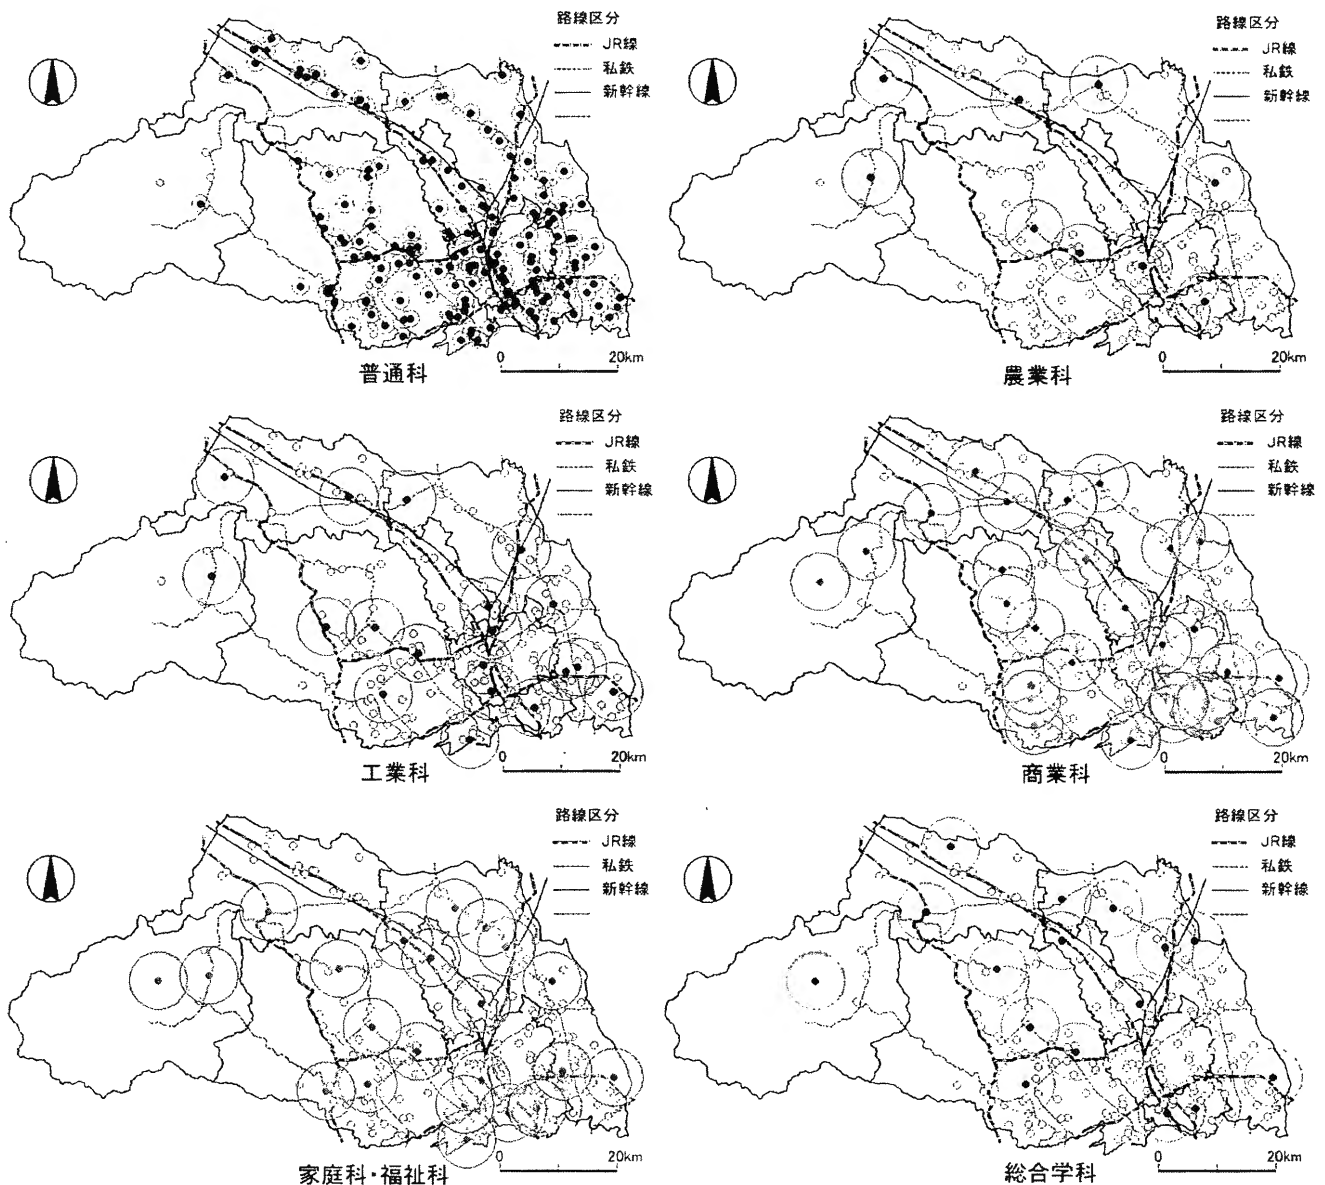 路線区分
JR線
私鉄
新幹線
0 20km
普通科
路線区分
JR線
私鉄
新幹線
0 20km
農業科
路線区分
JR線
私鉄
新幹線
0 20km
工業科
路線区分
JR線
私鉄
新幹線
0 20km
商業科
路線区分
JR線
私鉄
新幹線
0 20km
家庭科・福祉科
路線区分
JR線
私鉄
新幹線
0 20km
総合学科